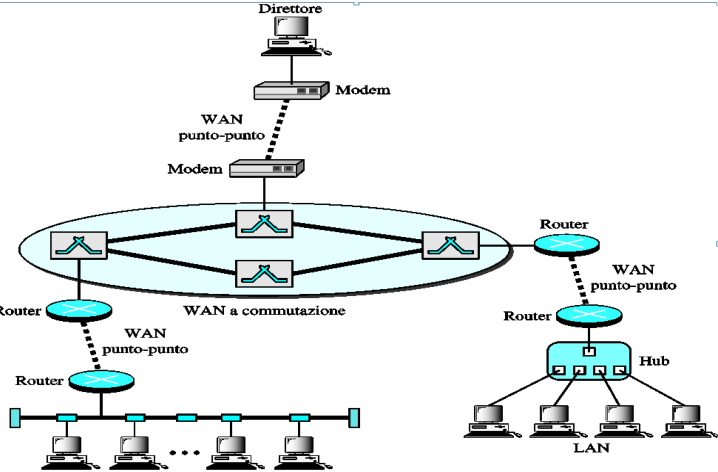 Direttore
Modem
WAN
punto-punto
Modem
Router
WAN
punto-punto
Router
WAN a commutazione
Router
Hub
WAN
punto-punto
Router
LAN